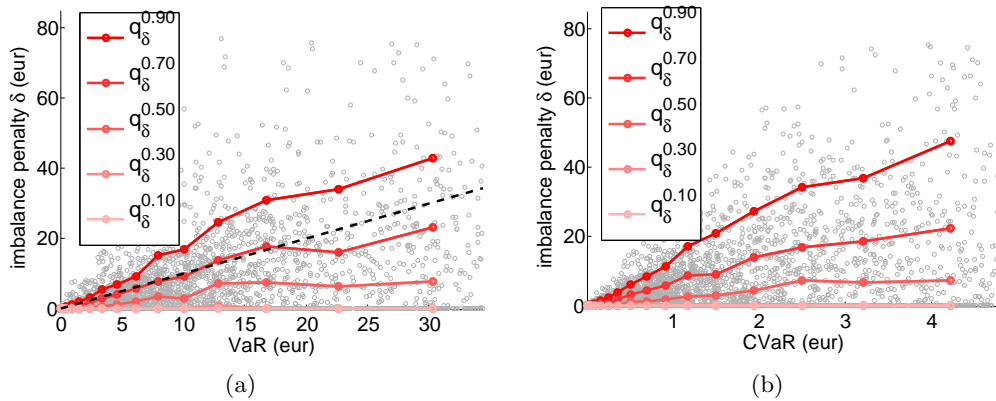 imbalance penalty δ (eur)
80
60
40
20
0
q_δ^0.90
q_δ^0.70
q_δ^0.50
q_δ^0.30
q_δ^0.10
0 5 10 15 20 25 30
VaR (eur)
(a)
imbalance penalty δ (eur)
80
60
40
20
0
q_δ^0.90
q_δ^0.70
q_δ^0.50
q_δ^0.30
q_δ^0.10
1 2 3 4
CVaR (eur)
(b)